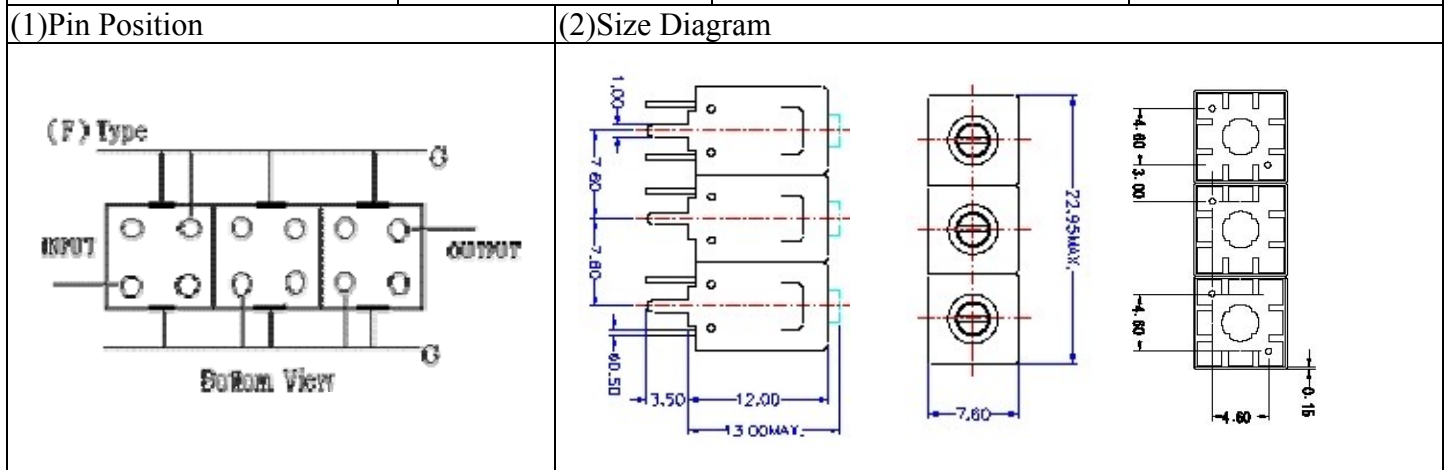 (1)Pin Position
(2)Size Diagram
(F) Type
G
INPUT
OUTPUT
G
Bottom View
1.00
7.60
7.60
Φ0.50
3.50
12.00
13.00MAX.
22.95MAX.
7.60
4.60
3.00
4.60
4.60
0.15